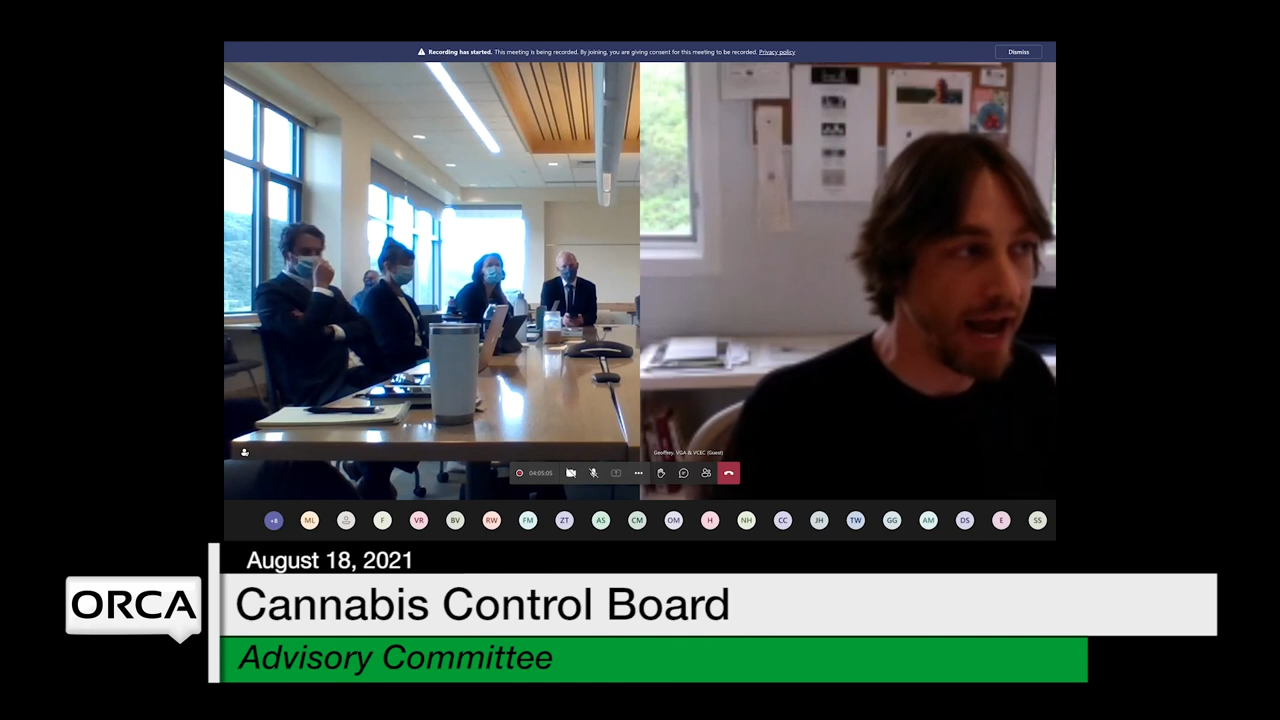 Recording has started. This meeting is being recorded. By joining, you are giving consent for this meeting to be recorded. Privacy policy
Dismiss
Geoffrey, VGA & VCEC (Guest)
04:05:05
+8 ML F VR BV RW FM ZT AS CM OM H NH CC JH TW GG AM DS E SS
August 18, 2021
ORCA
Cannabis Control Board
Advisory Committee